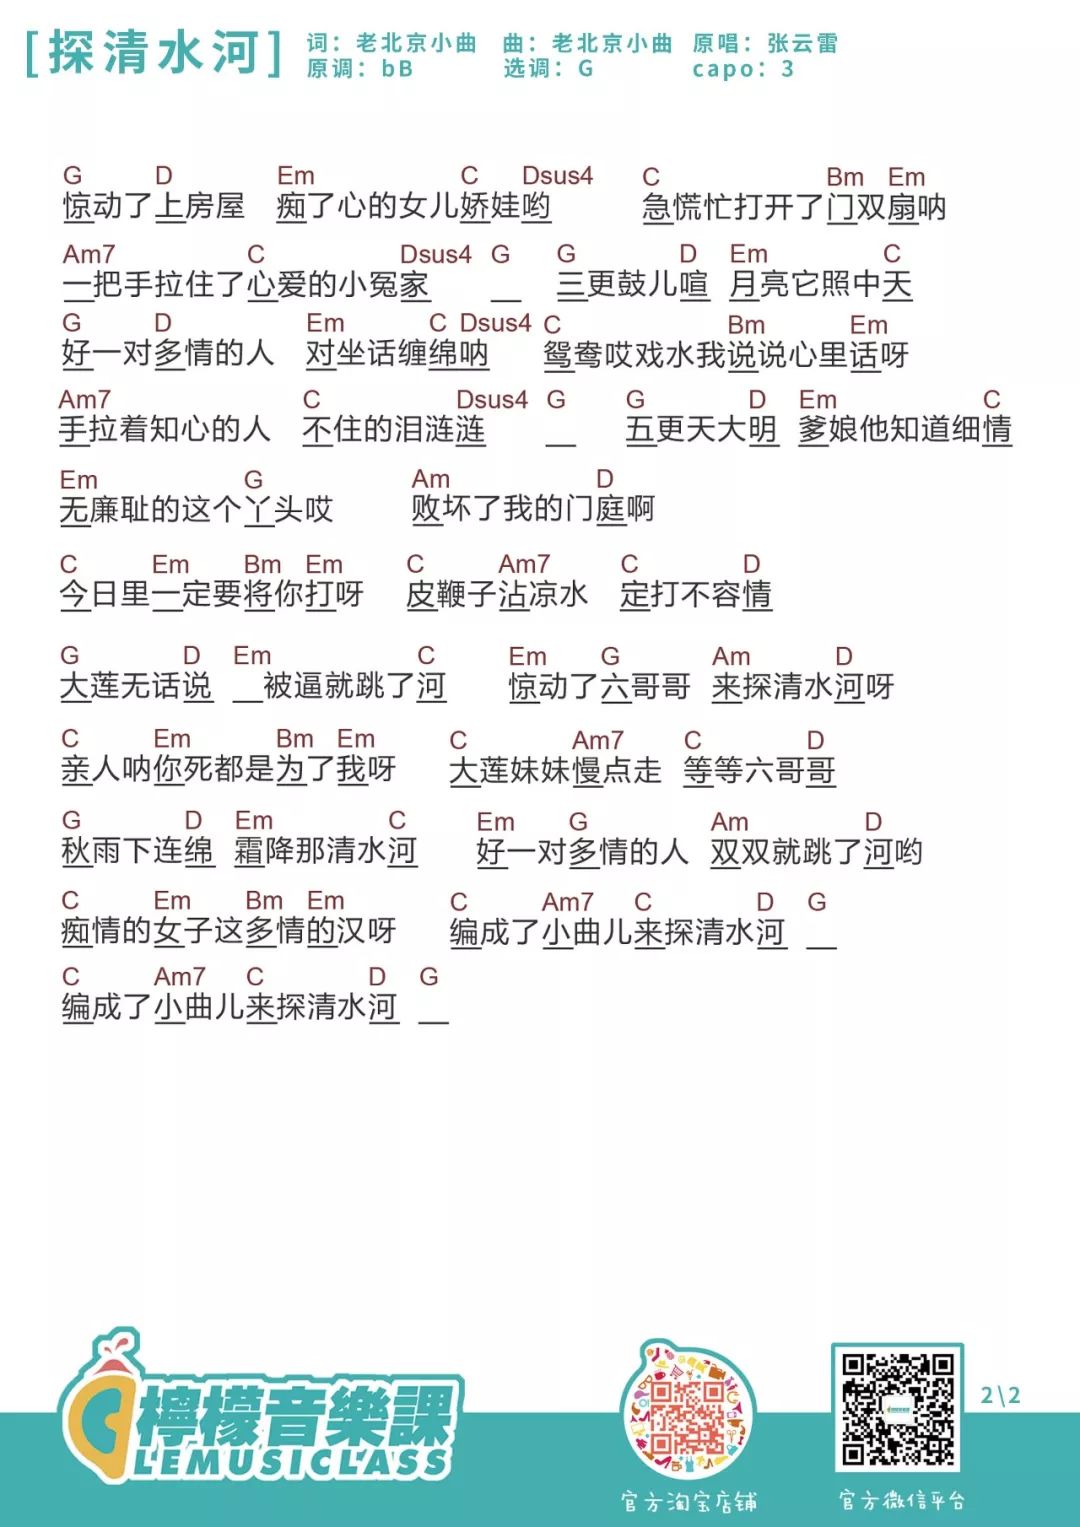 [探清水河] 词：老北京小曲 曲：老北京小曲 原唱：张云雷
原调：bB 选调：G capo：3
G D Em C Dsus4 C Bm Em
惊动了上房屋 痴了心的女儿娇娃哟 急慌忙打开了门双扇呐
Am7 C Dsus4 G G D Em C
一把手拉住了心爱的小冤家 __ 三更鼓儿喧 月亮它照中天
G D Em C Dsus4 C Bm Em
好一对多情的人 对坐话缠绵呐 鸳鸯哎戏水我说说心里话呀
Am7 C Dsus4 G G D Em C
手拉着知心的人 不住的泪涟涟 __ 五更天大明 爹娘他知道细情
Em G Am D
无廉耻的这个丫头哎 败坏了我的门庭啊
C Em Bm Em C Am7 C D
今日里一定要将你打呀 皮鞭子沾凉水 定打不容情
G D Em C Em G Am D
大莲无话说 __被逼就跳了河 惊动了六哥哥 来探清水河呀
C Em Bm Em C Am7 C D
亲人呐你死都是为了我呀 大莲妹妹慢点走 等等六哥哥
G D Em C Em G Am D
秋雨下连绵 霜降那清水河 好一对多情的人 双双就跳了河哟
C Em Bm Em C Am7 C D G
痴情的女子这多情的汉呀 编成了小曲儿来探清水河 __
C Am7 C D G
编成了小曲儿来探清水河 __
檸檬音樂課
LEMUSICLASS
官方淘宝店铺
官方微信平台
2\2